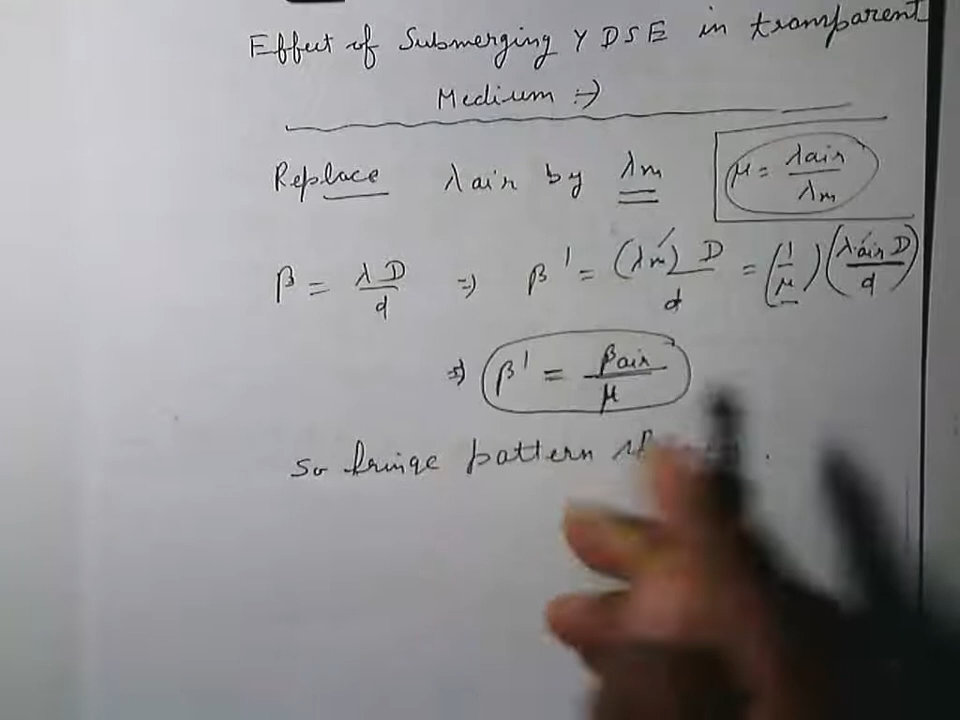 Effect of Submerging YDSE in transparent
Medium :→
Replace λair by λm μ = λair / λm
β = λD / d ⇒ β' = (λm) D / d = (1/μ) (λair D / d)
⇒ β' = βair / μ
So fringe pattern